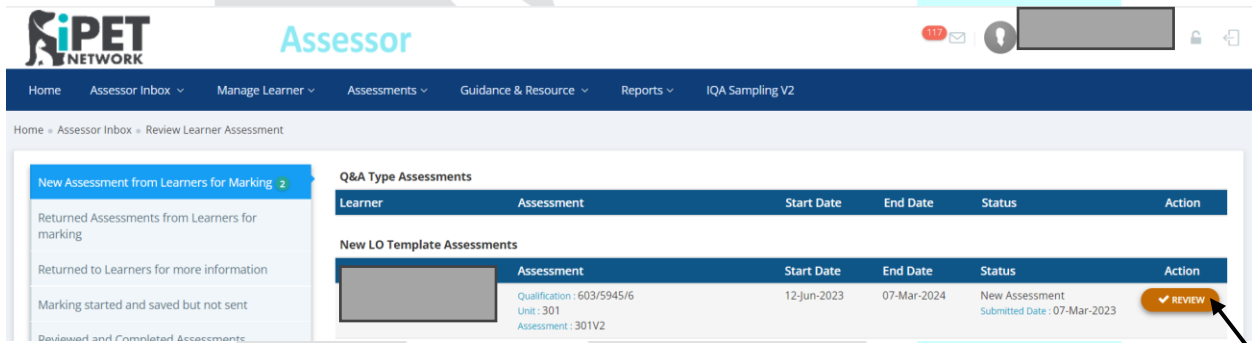 iPET
NETWORK
Assessor
117
Home Assessor Inbox Manage Learner Assessments Guidance & Resource Reports IQA Sampling V2
Home » Assessor Inbox » Review Learner Assessment
New Assessment from Learners for Marking 2
Returned Assessments from Learners for
marking
Returned to Learners for more information
Marking started and saved but not sent
Reviewed and Completed Assessments
Q&A Type Assessments
Learner Assessment Start Date End Date Status Action
New LO Template Assessments
Assessment Start Date End Date Status Action
Qualification : 603/5945/6 12-Jun-2023 07-Mar-2024 New Assessment REVIEW
Unit : 301 Submitted Date : 07-Mar-2023
Assessment : 301V2